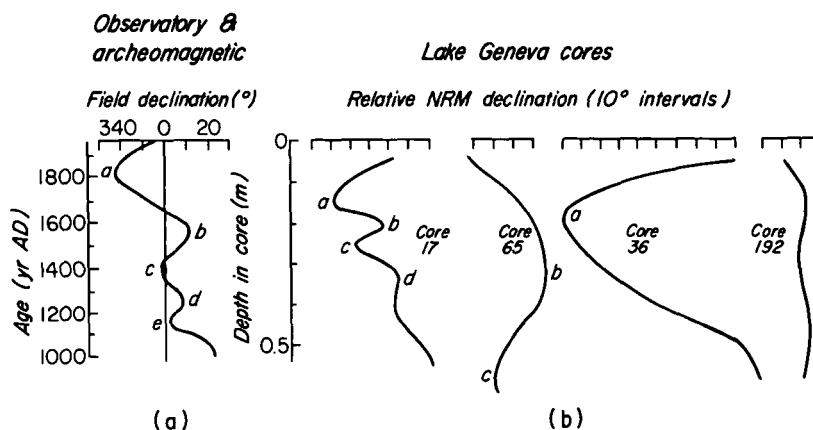 Observatory &
archeomagnetic
Field declination (°)
340 0 20
Age (yr AD)
1800
1600
1400
1200
1000
a
b
c
d
e
(a)
Lake Geneva cores
Relative NRM declination (10° intervals)
Depth in core (m)
0
0.5
a
b
c
d
Core
17
Core
65
b
c
a
Core
36
Core
192
(b)